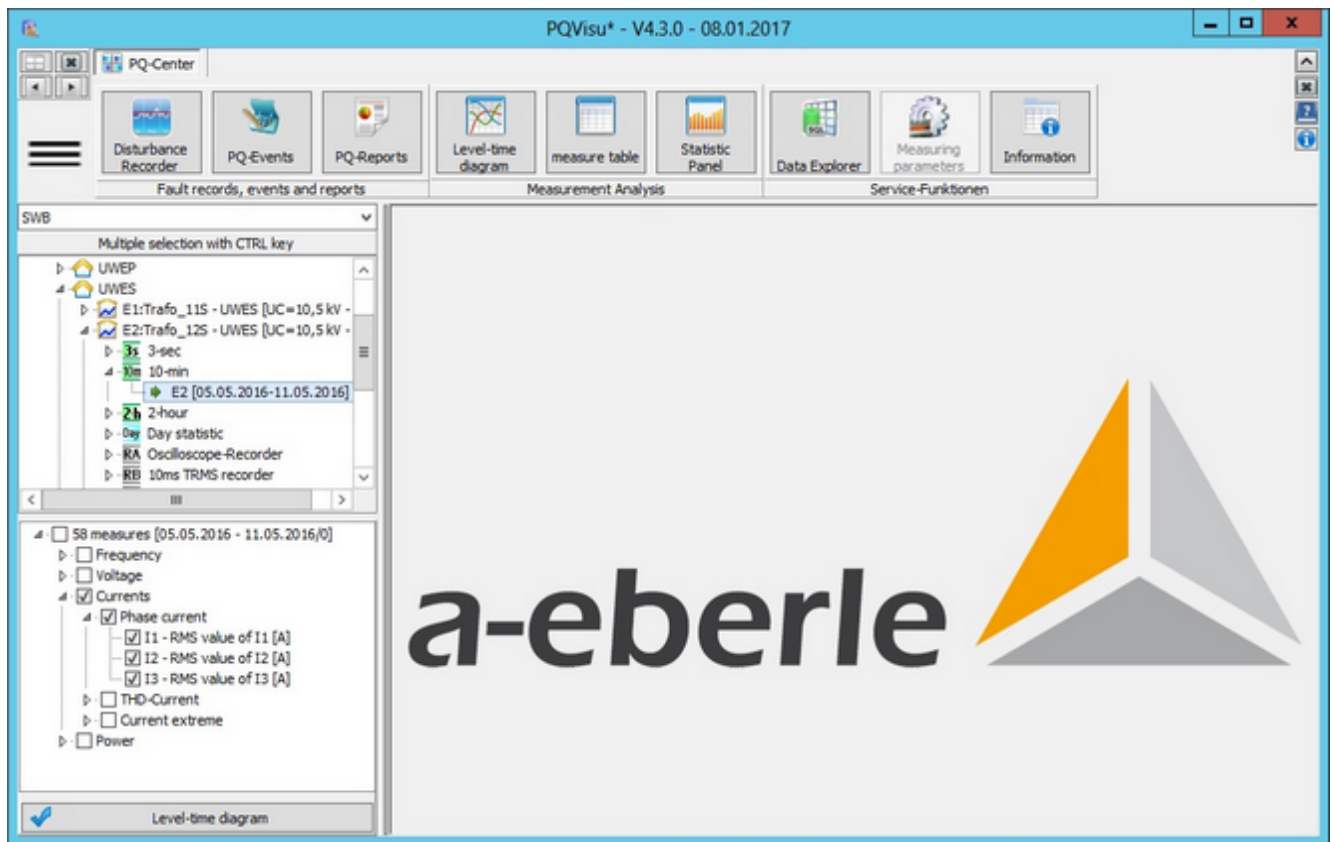 PQVisu* - V4.3.0 - 08.01.2017
PQ-Center
Disturbance Recorder
PQ-Events
PQ-Reports
Level-time diagram
measure table
Statistic Panel
SQL
Data Explorer
Measuring parameters
Information
Fault records, events and reports
Measurement Analysis
Service-Funktionen
SWB
Multiple selection with CTRL key
UWEP
UWES
E1:Trafo_11S - UWES [UC=10,5 kV -
E2:Trafo_12S - UWES [UC=10,5 kV -
3s 3-sec
10m 10-min
E2 [05.05.2016-11.05.2016]
2h 2-hour
Day Day statistic
RA Oscilloscope-Recorder
RB 10ms TRMS recorder
58 measures [05.05.2016 - 11.05.2016/0]
Frequency
Voltage
Currents
Phase current
I1 - RMS value of I1 [A]
I2 - RMS value of I2 [A]
I3 - RMS value of I3 [A]
THD-Current
Current extreme
Power
Level-time diagram
a-eberle